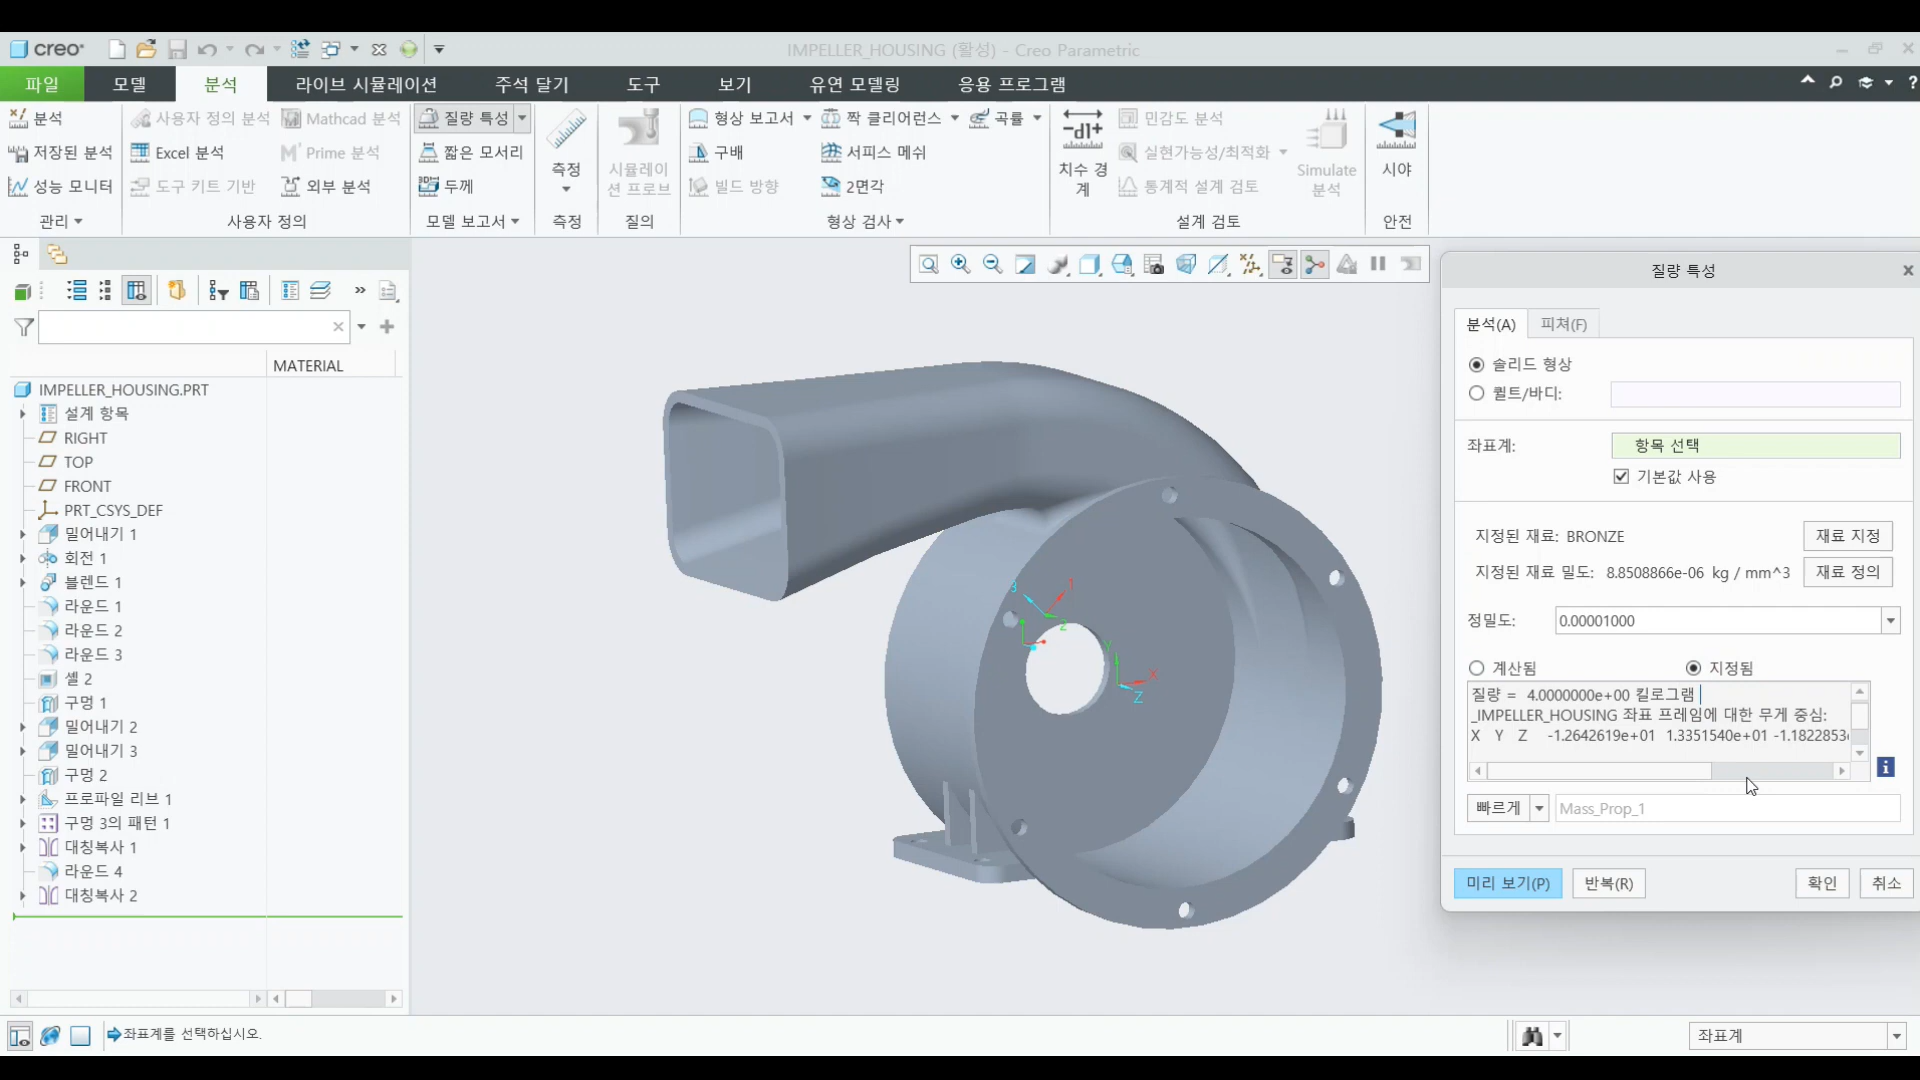 creo
IMPELLER_HOUSING (활성) - Creo Parametric
파일 모델 분석 라이브 시뮬레이션 주석 달기 도구 보기 유연 모델링 응용 프로그램
분석
저장된 분석
성능 모니터
관리
사용자 정의 분석
Mathcad 분석
Excel 분석
Prime 분석
도구 키트 기반
외부 분석
사용자 정의
질량 특성
짧은 모서리
두께
모델 보고서
측정
측정
시뮬레이
션 프로브
질의
형상 보고서
짝 클리어런스
곡률
구배
서피스 메쉬
빌드 방향
2면각
형상 검사
치수 경
계
민감도 분석
실현가능성/최적화
통계적 설계 검토
Simulate
분석
설계 검토
시야
안전
MATERIAL
IMPELLER_HOUSING.PRT
설계 항목
RIGHT
TOP
FRONT
PRT_CSYS_DEF
밀어내기 1
회전 1
블렌드 1
라운드 1
라운드 2
라운드 3
셸 2
구멍 1
밀어내기 2
밀어내기 3
구멍 2
프로파일 리브 1
구멍 3의 패턴 1
대칭복사 1
라운드 4
대칭복사 2
3 1
2
Y X
Z
질량 특성
분석(A) 피쳐(F)
솔리드 형상
퀼트/바디:
좌표계: 항목 선택
기본값 사용
지정된 재료: BRONZE 재료 지정
지정된 재료 밀도: 8.8508866e-06 kg / mm^3 재료 정의
정밀도: 0.00001000
계산됨 지정됨
질량 = 4.0000000e+00 킬로그램
_IMPELLER_HOUSING 좌표 프레임에 대한 무게 중심:
X Y Z -1.2642619e+01 1.3351540e+01 -1.1822853
빠르게 Mass_Prop_1
미리 보기(P) 반복(R) 확인 취소
좌표계를 선택하십시오.
좌표계